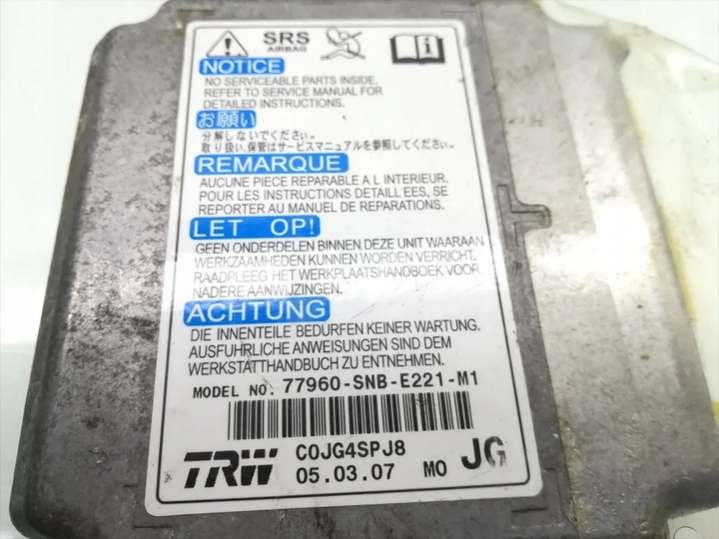 SRS
AIRBAG
NOTICE
NO SERVICEABLE PARTS INSIDE.
REFER TO SERVICE MANUAL FOR
DETAILED INSTRUCTIONS.
お願い
分解しないでください。
取り扱い、保管はサービスマニュアルを参照してください。
REMARQUE
AUCUNE PIECE REPARABLE A L INTERIEUR.
POUR LES INSTRUCTIONS DETAILL EES, SE
REPORTER AU MANUEL DE REPARATIONS.
LET OP!
GEEN ONDERDELEN BINNEN DEZE UNIT WAARAAN
WERKZAAMHEDEN KUNNEN WORDEN VERRICHT.
RAADPLEEG HET WERKPLAATSHANDBOEK VOOR
NADERE AANWIJZINGEN.
ACHTUNG
DIE INNENTEILE BEDURFEN KEINER WARTUNG.
AUSFUHRLICHE ANWEISUNGEN SIND DEM
WERKSTATTHANDBUCH ZU ENTNEHMEN.
MODEL NO. 77960-SNB-E221-M1
TRW C0JG4SPJ8
05.03.07 MO JG